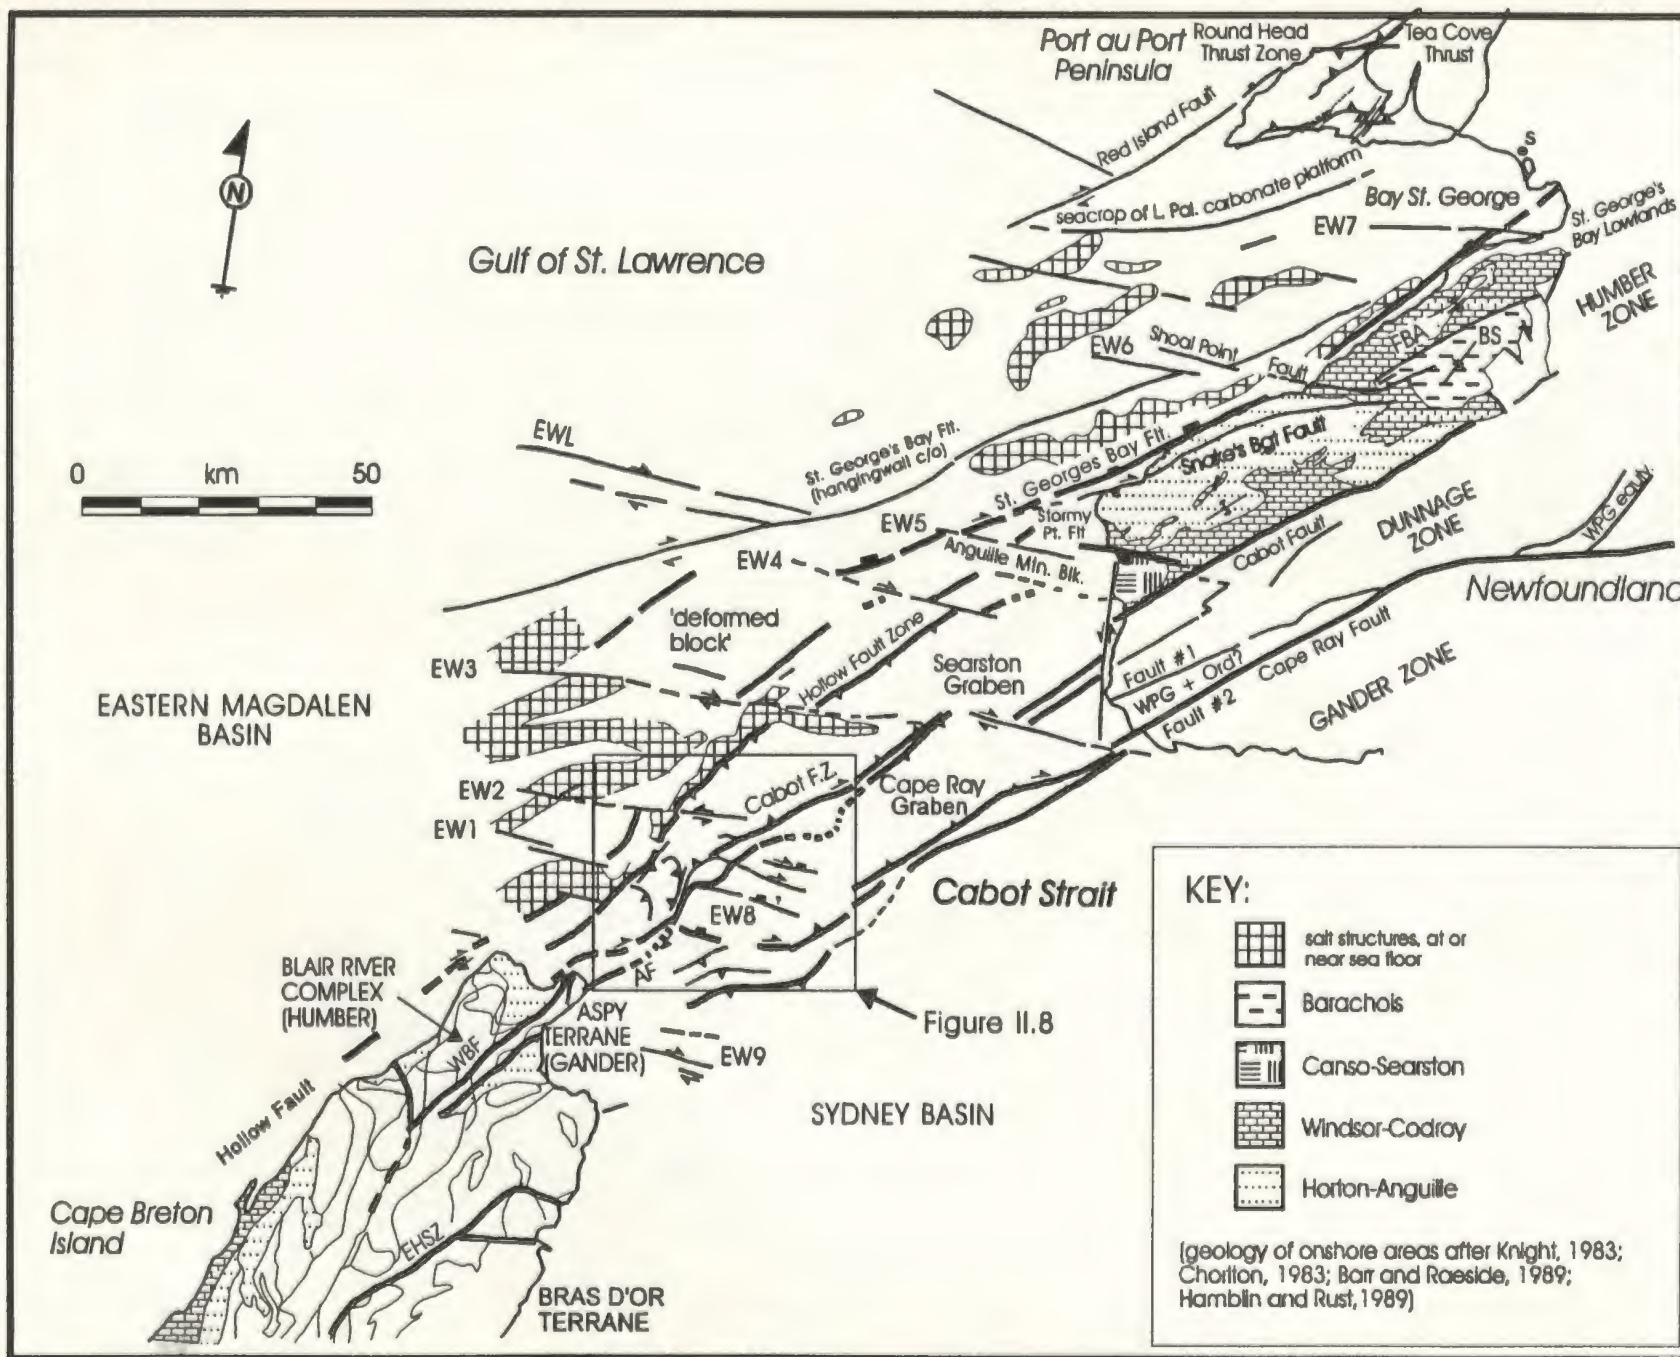 Port au Port
Peninsula
Round Head
Thrust Zone
Tea Cove
Thrust
Red Island Fault
seacrop of L. Pal. carbonate platform
S
Bay St. George
EW7
St. George's
Bay Lowlands
N
Gulf of St. Lawrence
HUMBER
ZONE
EW6
Shoal Point
Fault
FBA
BS
0 km 50
EWL
St. George's Bay Flt.
(hangingwall c/o)
St. Georges Bay Flt.
Snake's Bgt Fault
EW5
Stormy
Pt. Flt
EW4
Anguille Mtn. Blk.
Cabot Fault
DUNNAGE
ZONE
WPG equiv.
Newfoundland
'deformed
block'
EW3
Hollow Fault Zone
Searston
Graben
Fault #1
WPG + Ord?
Cape Ray Fault
Fault #2
GANDER ZONE
EASTERN MAGDALEN
BASIN
EW2
EW1
Cabot F.Z.
Cape Ray
Graben
EW8
Cabot Strait
AF
BLAIR RIVER
COMPLEX
(HUMBER)
WBF
ASPY
TERRANE
(GANDER)
Figure II.8
EW9
SYDNEY BASIN
Hollow Fault
Cape Breton
Island
EHSZ
BRAS D'OR
TERRANE
KEY:
salt structures, at or
near sea floor
Barachois
Canso-Searston
Windsor-Codroy
Horton-Anguille
(geology of onshore areas after Knight, 1983;
Chorlton, 1983; Barr and Raeside, 1989;
Hamblin and Rust, 1989)